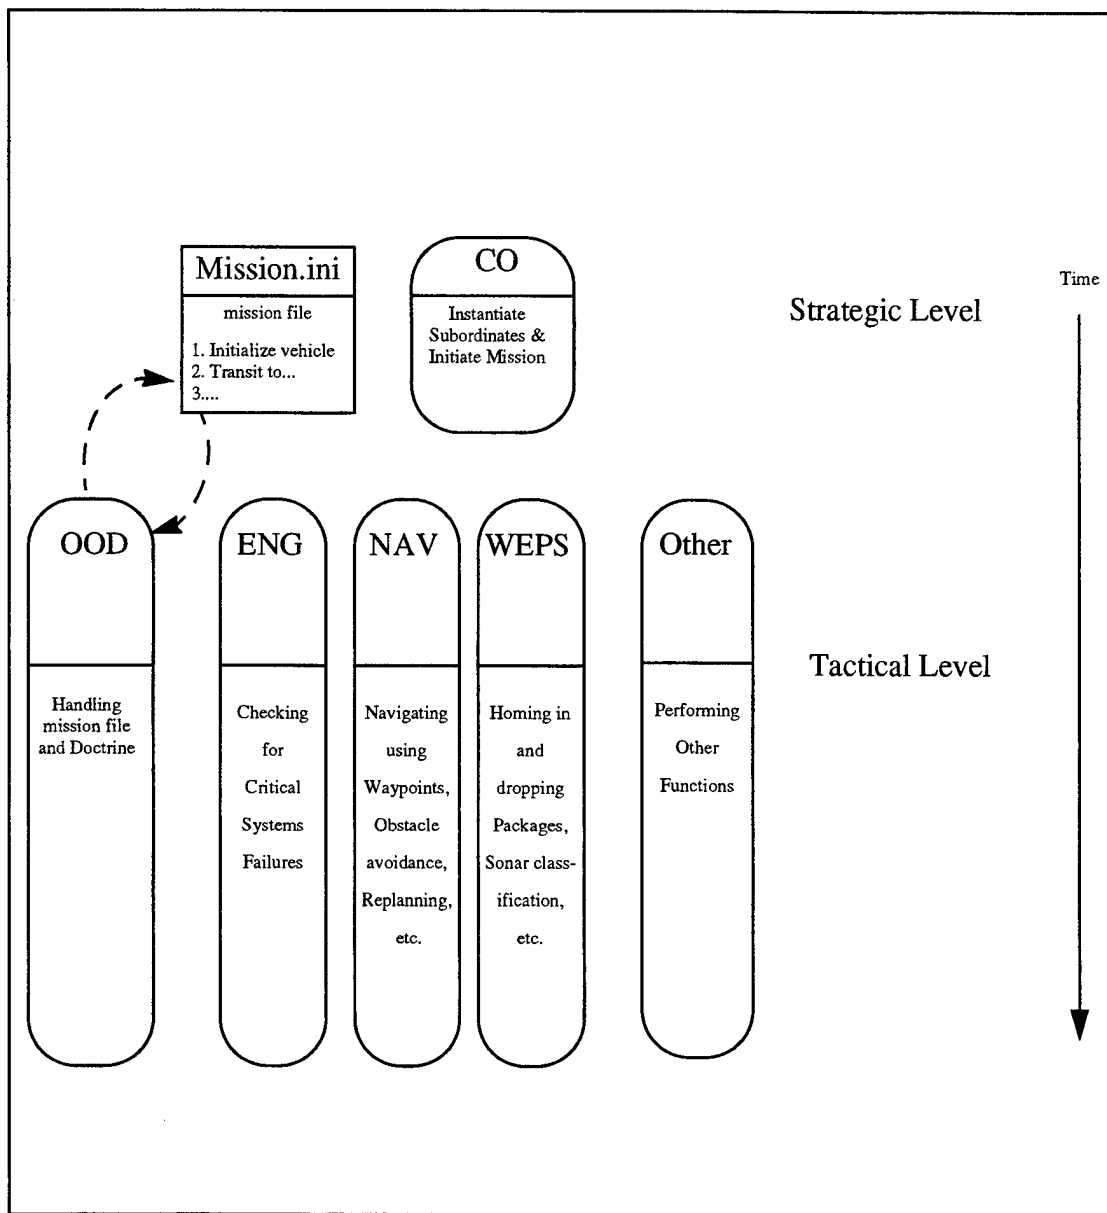 Mission.ini
mission file
1. Initialize vehicle
2. Transit to...
3....
CO
Instantiate
Subordinates &
Initiate Mission
Strategic Level
Time
OOD
Handling
mission file
and Doctrine
ENG
Checking
for
Critical
Systems
Failures
NAV
Navigating
using
Waypoints,
Obstacle
avoidance,
Replanning,
etc.
WEPS
Homing in
and
dropping
Packages,
Sonar class-
ification,
etc.
Other
Performing
Other
Functions
Tactical Level